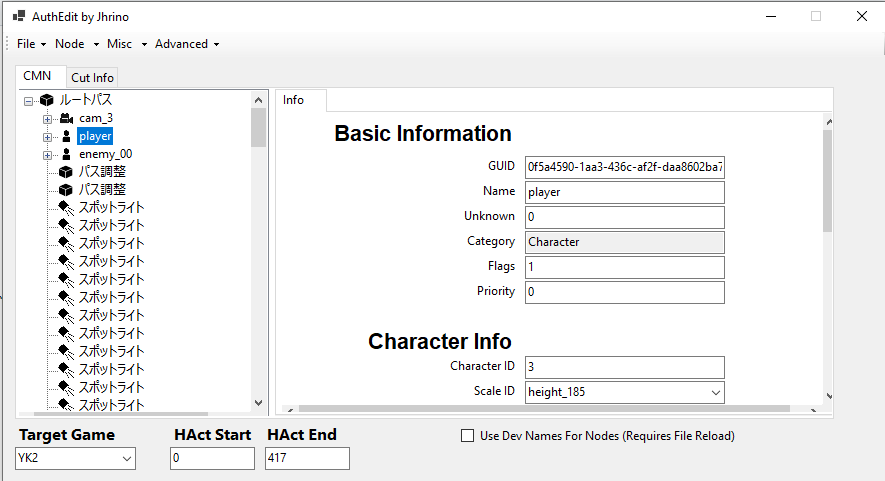 AuthEdit by Jhrino
File Node Misc Advanced
CMN Cut Info
ルートパス
cam_3
player
enemy_00
パス調整
パス調整
スポットライト
スポットライト
スポットライト
スポットライト
スポットライト
スポットライト
スポットライト
スポットライト
スポットライト
スポットライト
スポットライト
スポットライト
Info
Basic Information
GUID 0f5a4590-1aa3-436c-af2f-daa8602ba7
Name player
Unknown 0
Category Character
Flags 1
Priority 0
Character Info
Character ID 3
Scale ID height_185
Target Game HAct Start HAct End
YK2 0 417
Use Dev Names For Nodes (Requires File Reload)